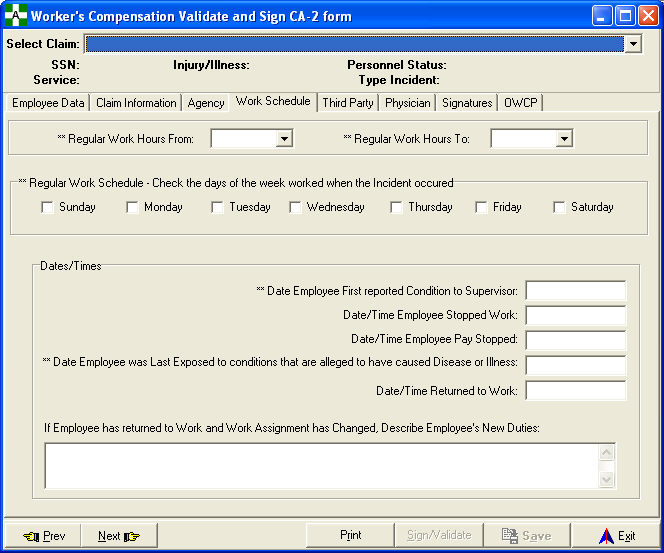 Worker's Compensation Validate and Sign CA-2 form
Select Claim:
SSN: Injury/Illness: Personnel Status:
Service: Type Incident:
Employee Data Claim Information Agency Work Schedule Third Party Physician Signatures OWCP
** Regular Work Hours From: ** Regular Work Hours To:
** Regular Work Schedule - Check the days of the week worked when the Incident occured
Sunday Monday Tuesday Wednesday Thursday Friday Saturday
Dates/Times
** Date Employee First reported Condition to Supervisor:
Date/Time Employee Stopped Work:
Date/Time Employee Pay Stopped:
** Date Employee was Last Exposed to conditions that are alleged to have caused Disease or Illness:
Date/Time Returned to Work:
If Employee has returned to Work and Work Assignment has Changed, Describe Employee's New Duties:
Prev Next Print Sign/Validate Save Exit